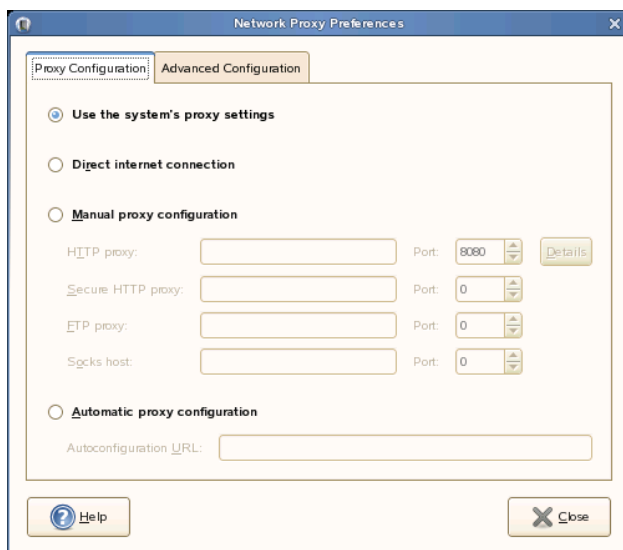 Network Proxy Preferences
Proxy Configuration Advanced Configuration
Use the system's proxy settings
Direct internet connection
Manual proxy configuration
HTTP proxy: Port: 8080 Details
Secure HTTP proxy: Port: 0
FTP proxy: Port: 0
Socks host: Port: 0
Automatic proxy configuration
Autoconfiguration URL:
Help Close